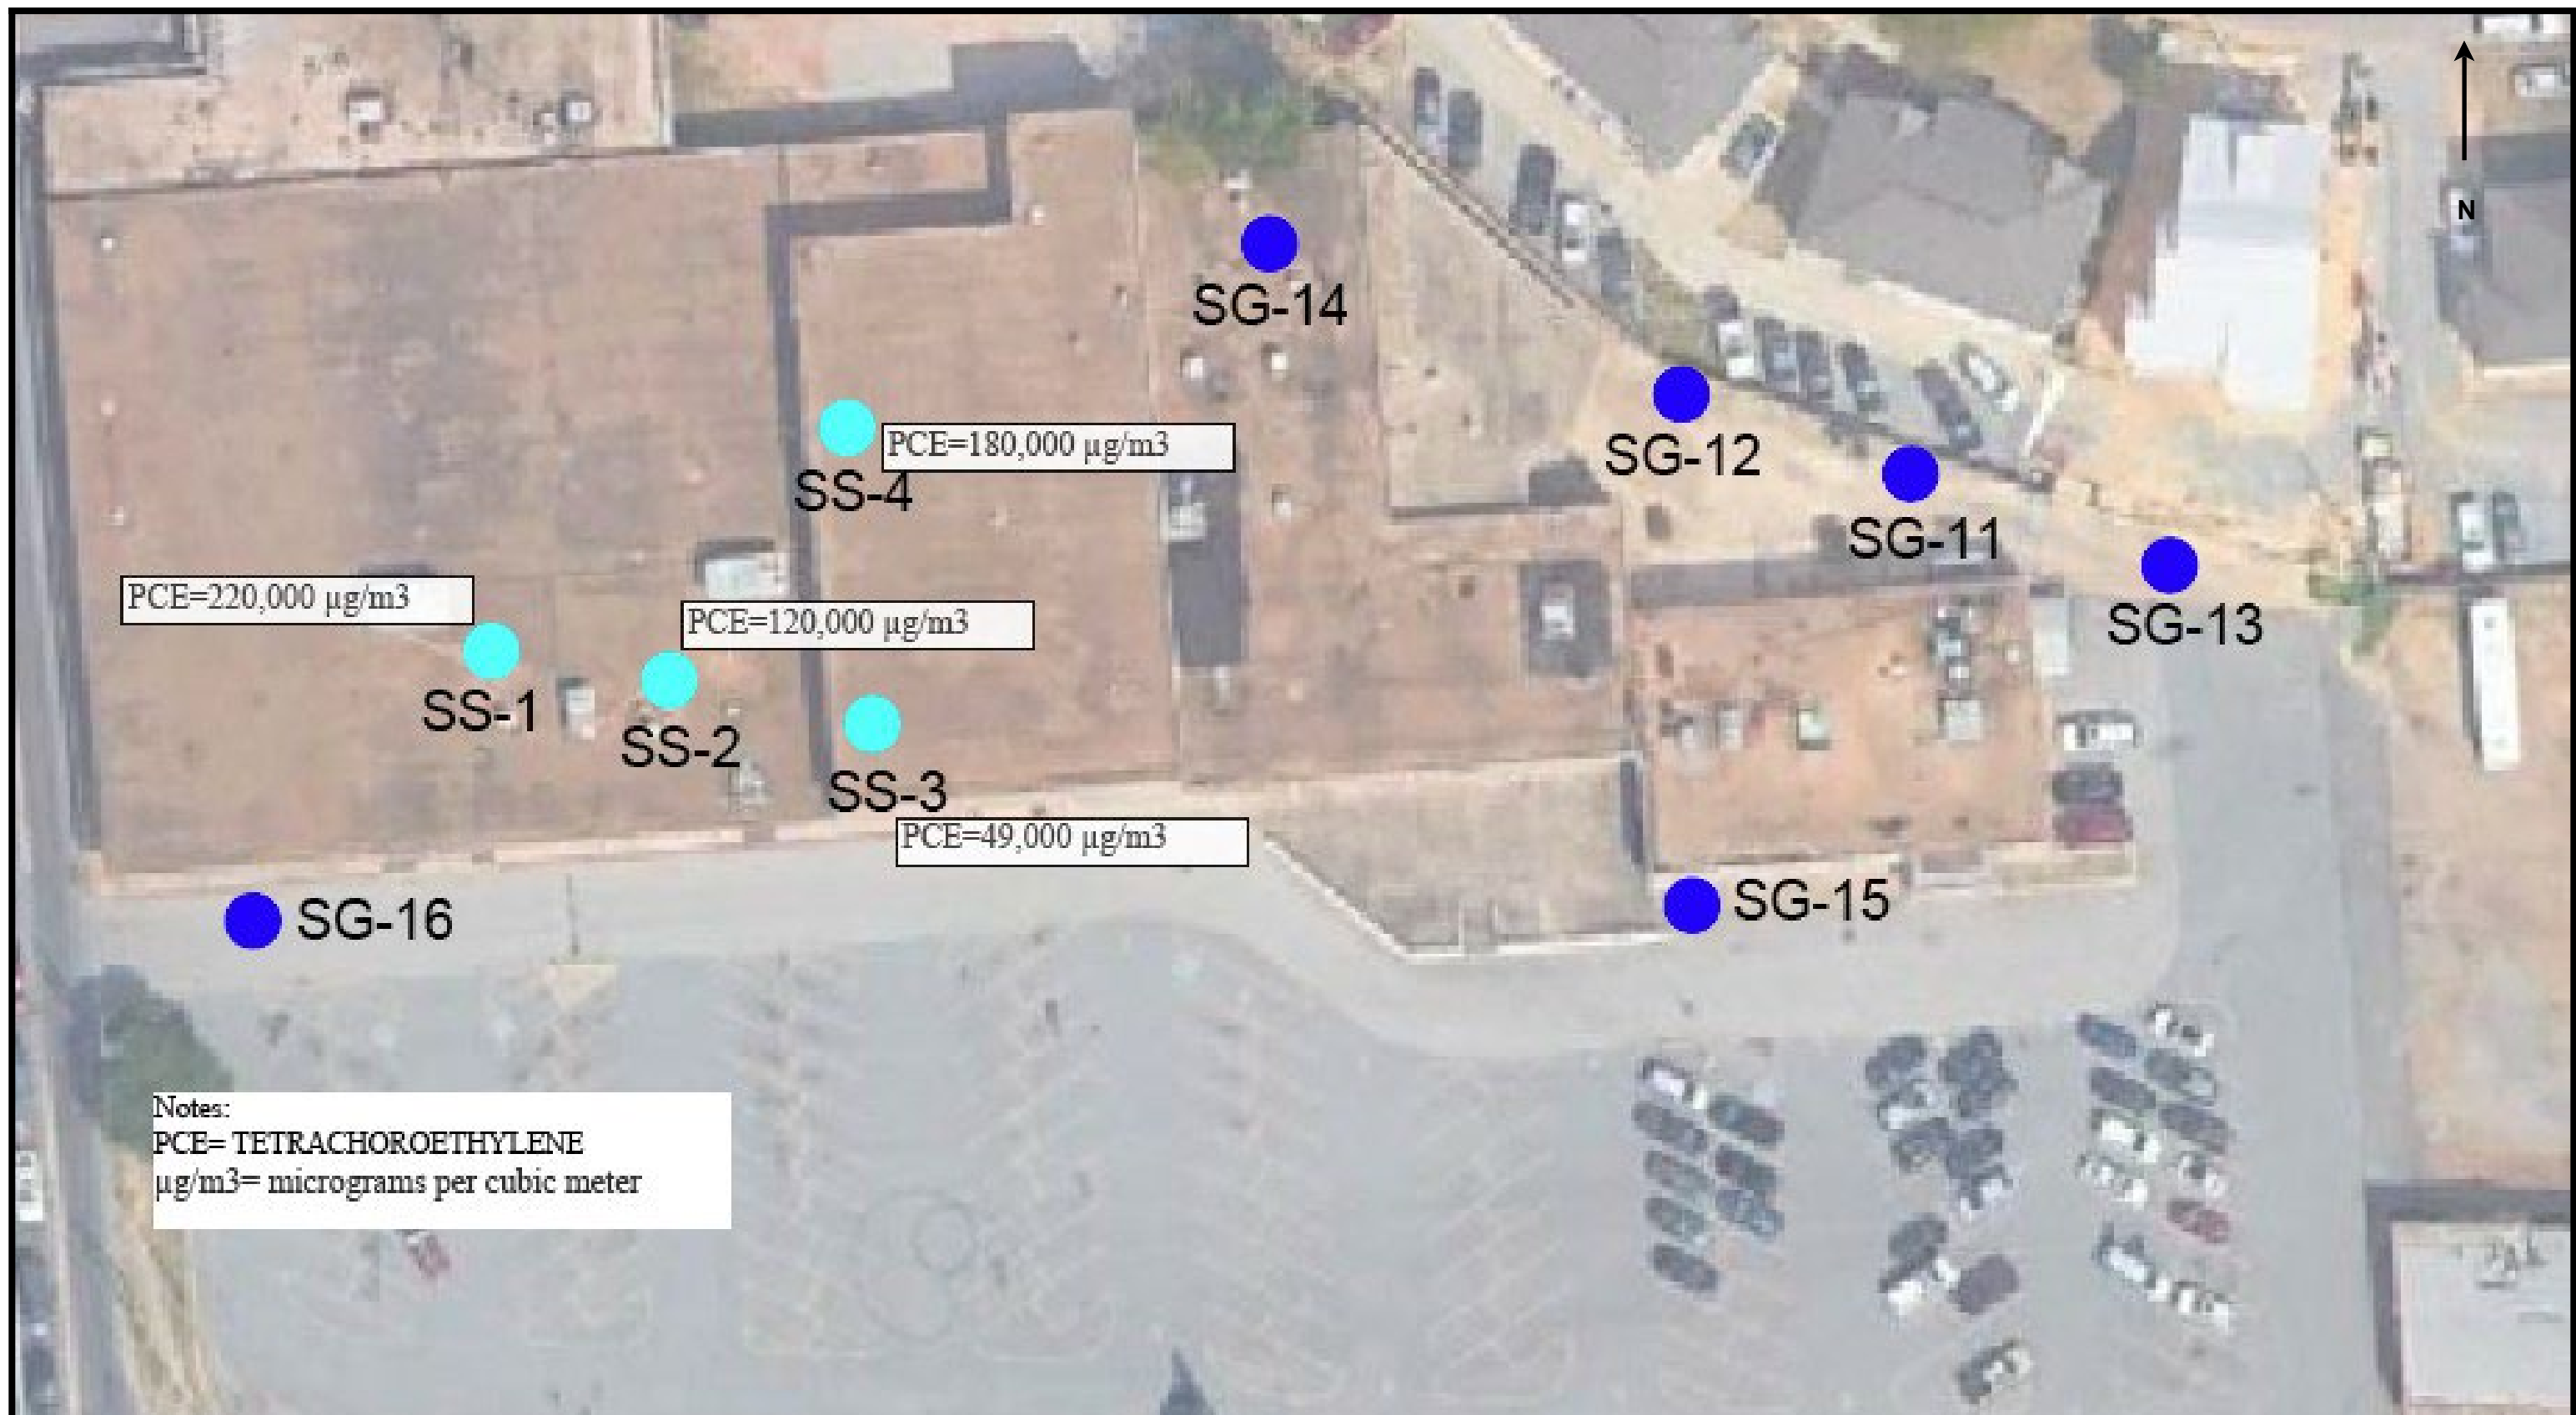 N
SG-14
PCE=180,000 µg/m3
SS-4
SG-12
SG-11
SG-13
PCE=220,000 µg/m3
PCE=120,000 µg/m3
SS-1
SS-2
SS-3
PCE=49,000 µg/m3
SG-16
SG-15
Notes:
PCE= TETRACHOROETHYLENE
µg/m3= micrograms per cubic meter